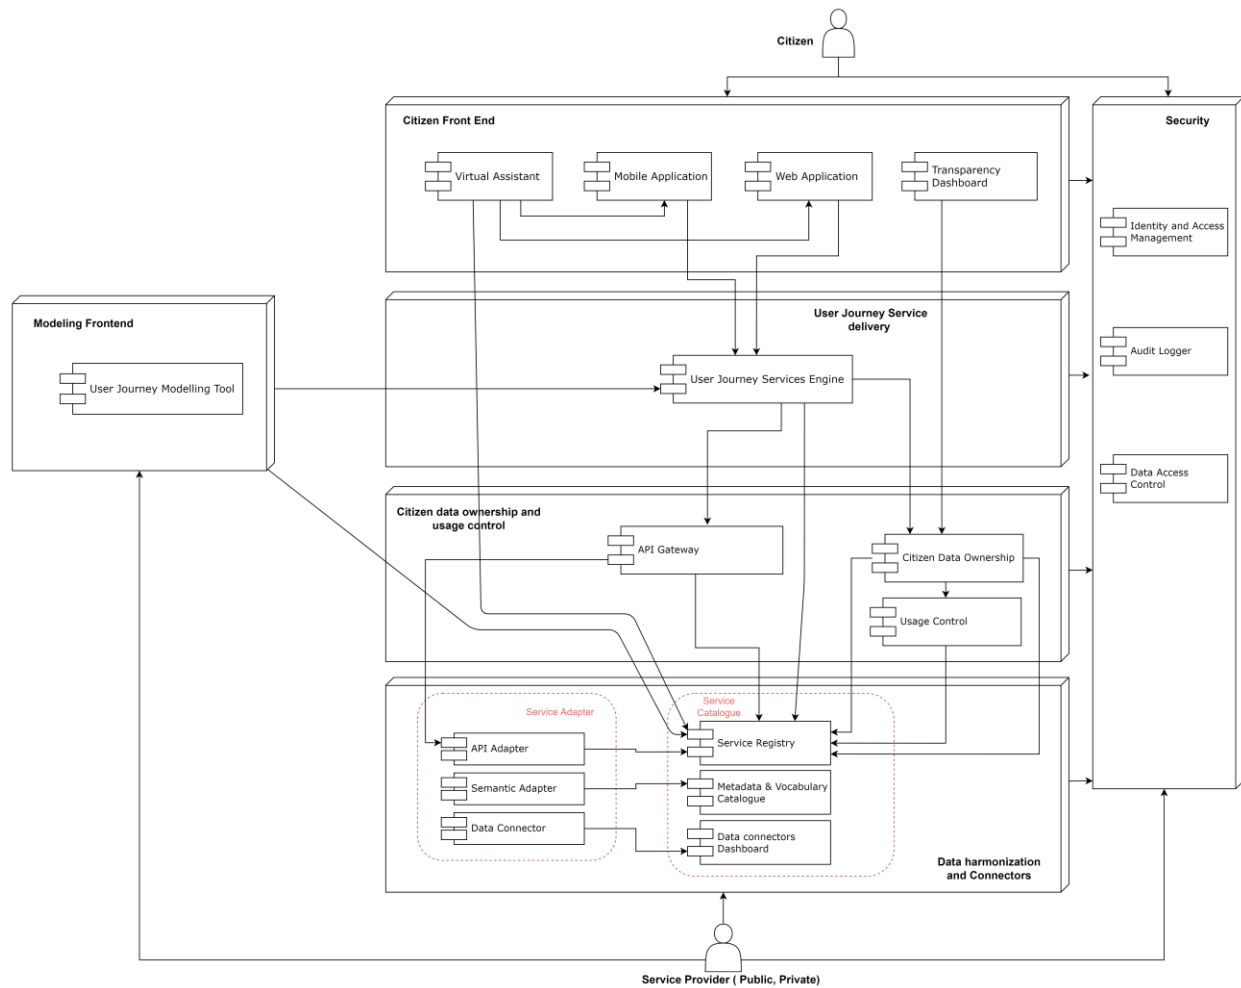 Citizen
Citizen Front End
Security
Virtual Assistant
Mobile Application
Web Application
Transparency
Dashboard
Identity and Access
Management
User Journey Service
delivery
Modeling Frontend
Audit Logger
User Journey Modelling Tool
User Journey Services Engine
Data Access
Control
Citizen data ownership and
usage control
API Gateway
Citizen Data Ownership
Usage Control
Service Adapter
Service
Catalogue
API Adapter
Service Registry
Semantic Adapter
Metadata & Vocabulary
Catalogue
Data Connector
Data connectors
Dashboard
Data harmonization
and Connectors
Service Provider ( Public, Private)